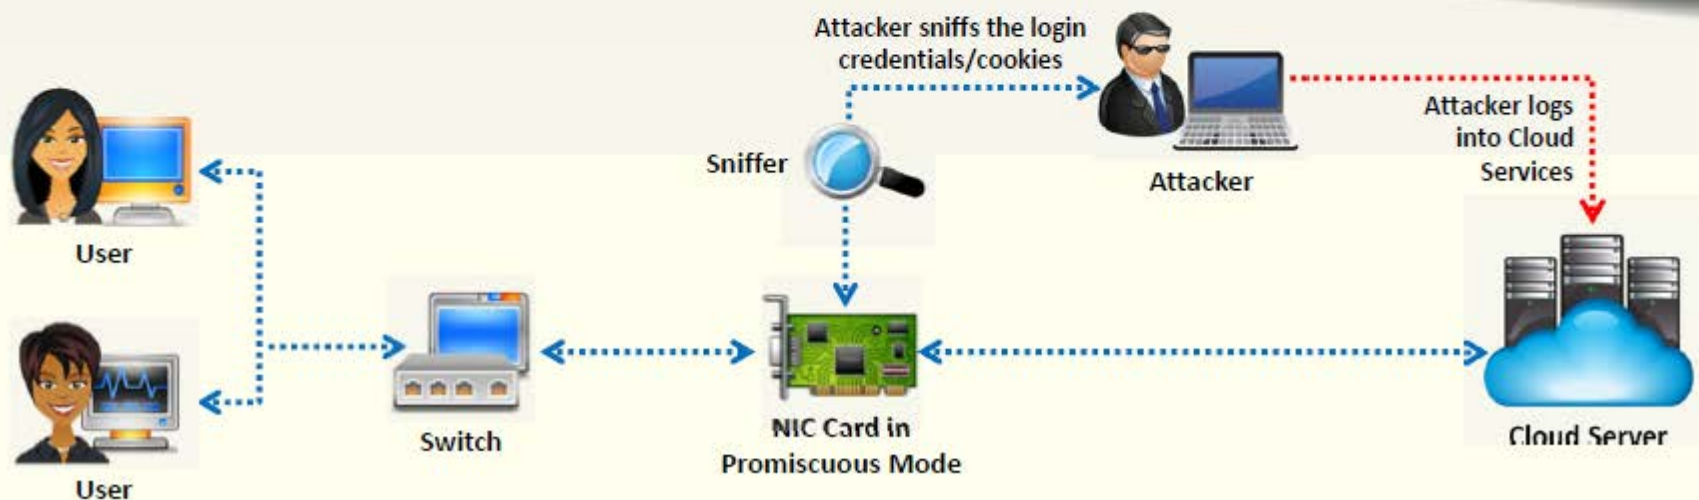 Attacker sniffs the login
credentials/cookies
Attacker logs
into Cloud
Services
Sniffer
Attacker
User
Switch
NIC Card in
Promiscuous Mode
Cloud Server
User